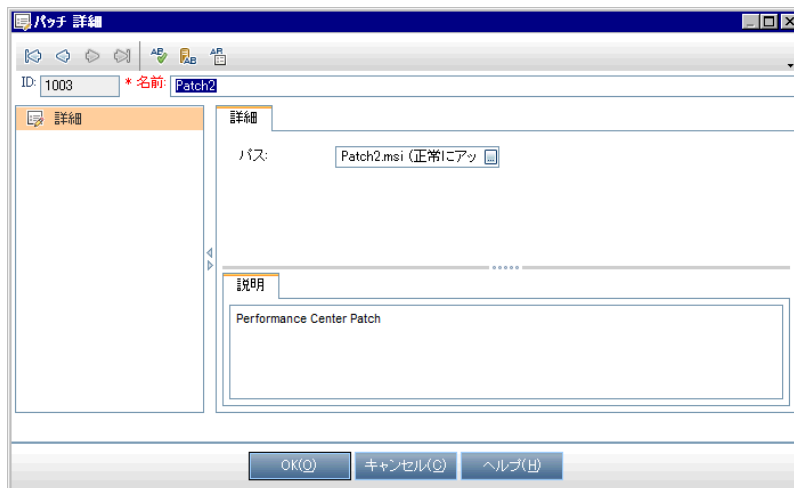 パッチ 詳細
ID: 1003 * 名前: Patch2
詳細
詳細
パス: Patch2.msi (正常にアッ
説明
Performance Center Patch
OK(O) キャンセル(C) ヘルプ(H)